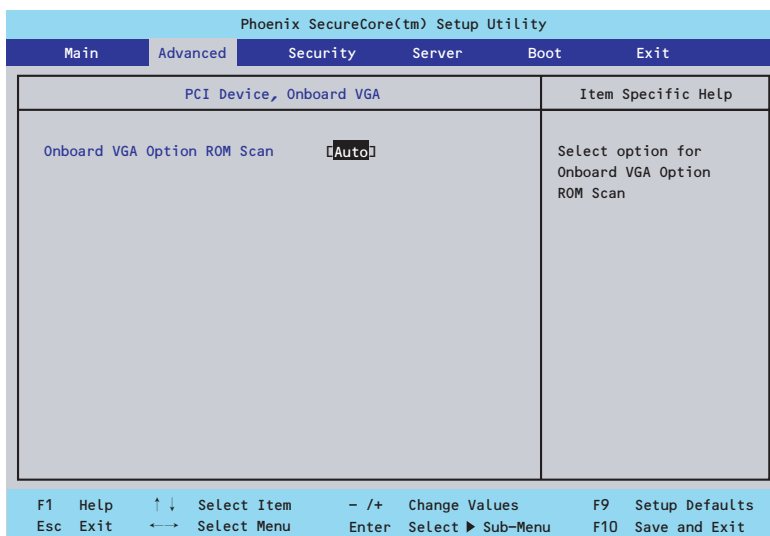 Phoenix SecureCore(tm) Setup Utility
Main Advanced Security Server Boot Exit
PCI Device, Onboard VGA
Item Specific Help
Onboard VGA Option ROM Scan [Auto]
Select option for
Onboard VGA Option
ROM Scan
F1 Help ↑↓ Select Item -/+ Change Values F9 Setup Defaults
Esc Exit ←→ Select Menu Enter Select ▶ Sub-Menu F10 Save and Exit